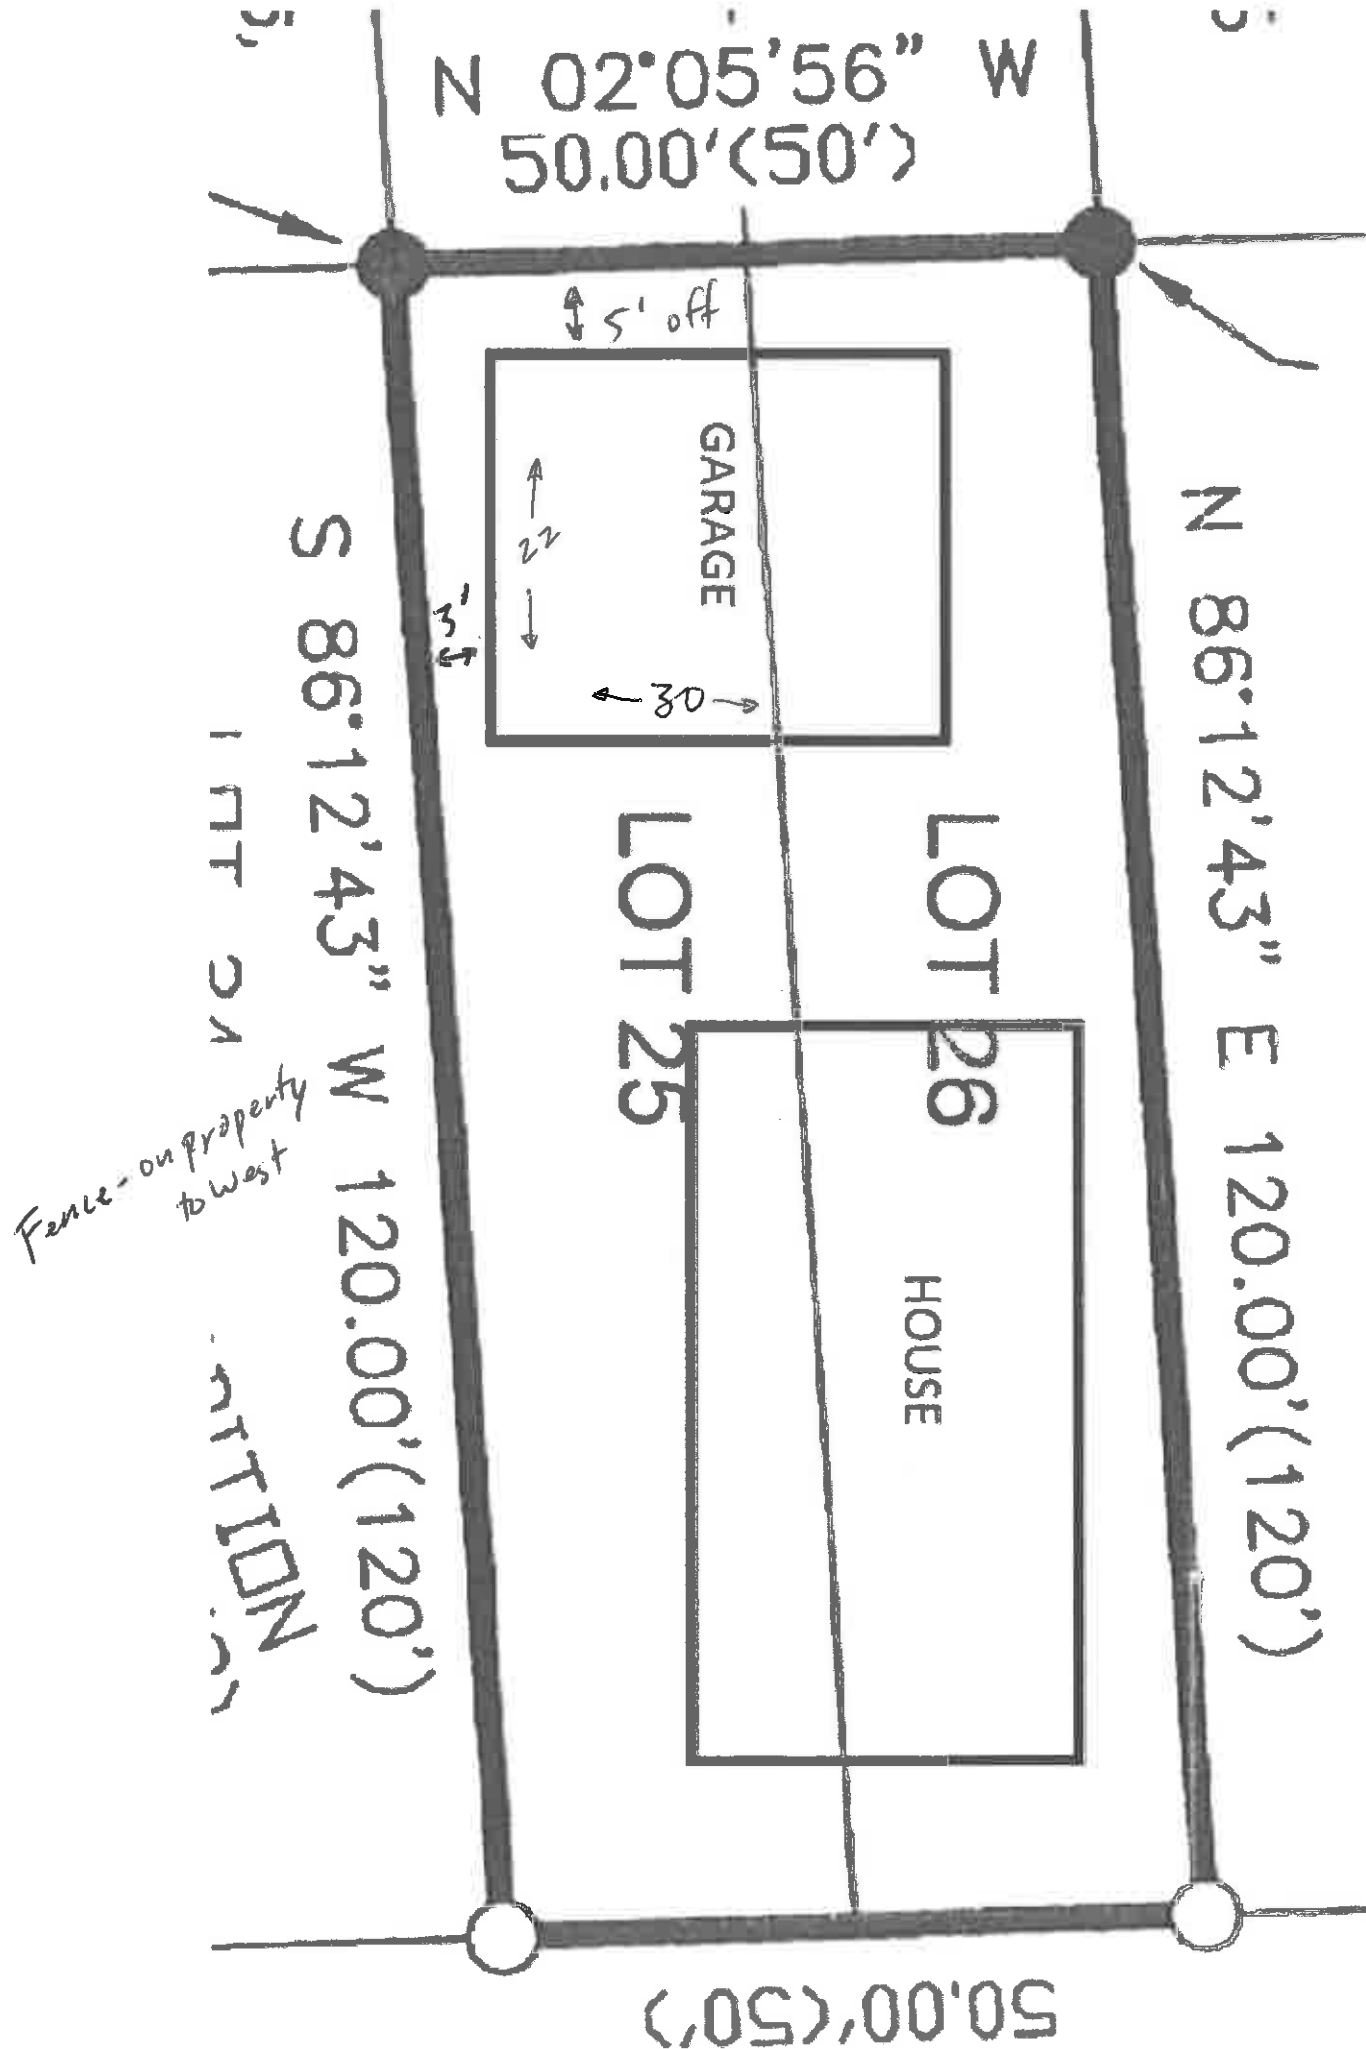 N 02°05'56" W
50.00'(50')
5' off
GARAGE
22
3'
30
S 86°12'43" W 120.00'(120')
N 86°12'43" E 120.00'(120')
LOT 25
LOT 26
Fence - on property
to west
HOUSE
50.00'(50')